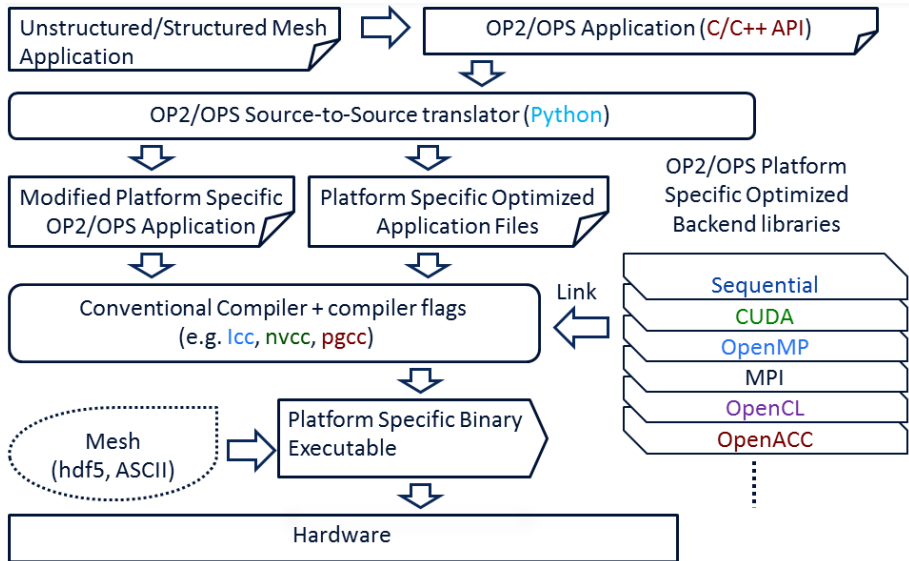 Unstructured/Structured Mesh
Application
OP2/OPS Application (C/C++ API)
OP2/OPS Source-to-Source translator (Python)
Modified Platform Specific
OP2/OPS Application
Platform Specific Optimized
Application Files
OP2/OPS Platform
Specific Optimized
Backend libraries
Conventional Compiler + compiler flags
(e.g. Icc, nvcc, pgcc)
Link
Sequential
CUDA
OpenMP
MPI
OpenCL
OpenACC
Mesh
(hdf5, ASCII)
Platform Specific Binary
Executable
Hardware